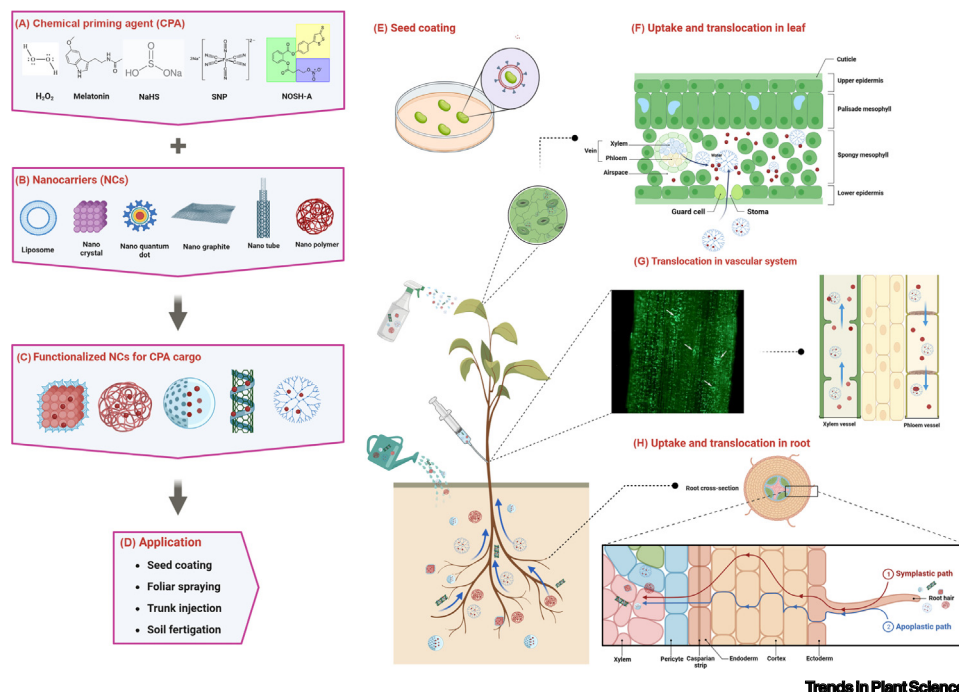 (A) Chemical priming agent (CPA)
H₂O₂
Melatonin
NaHS
SNP
NOSH-A
(B) Nanocarriers (NCs)
Liposome
Nano
crystal
Nano quantum
dot
Nano graphite
Nano tube
Nano polymer
(C) Functionalized NCs for CPA cargo
(D) Application
• Seed coating
• Foliar spraying
• Trunk injection
• Soil fertigation
(E) Seed coating
(F) Uptake and translocation in leaf
Cuticle
Upper epidermis
Palisade mesophyll
Vein
Xylem
Phloem
Airspace
Water
Spongy mesophyll
Lower epidermis
Guard cell
Stoma
(G) Translocation in vascular system
Xylem vessel
Phloem vessel
(H) Uptake and translocation in root
Root cross-section
1 Symplastic path
Root hair
2 Apoplastic path
Xylem
Pericyte
Casparian
strip
Endoderm
Cortex
Ectoderm
Trends in Plant Science